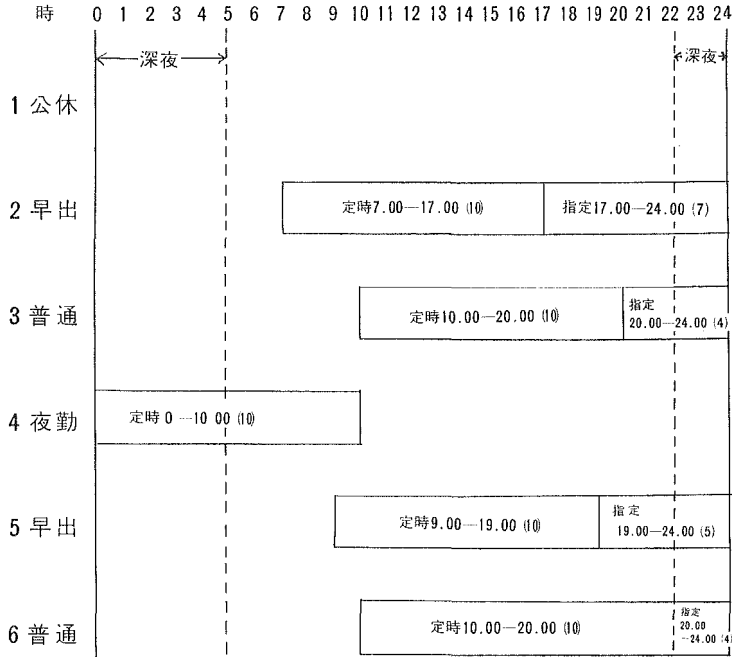 時 0 1 2 3 4 5 6 7 8 9 10 11 12 13 14 15 16 17 18 19 20 21 22 23 24
深夜 深夜
1 公休
2 早出 定時7.00―17.00 (10) 指定17.00―24.00 (7)
3 普通 定時10.00―20.00 (10) 指定
20.00―24.00 (4)
4 夜勤 定時 0 ―10 00 (10)
5 早出 定時9.00―19.00 (10) 指定
19.00―24.00 (5)
6 普通 定時10.00―20.00 (10) 指定
20.00
―24.00 (4)